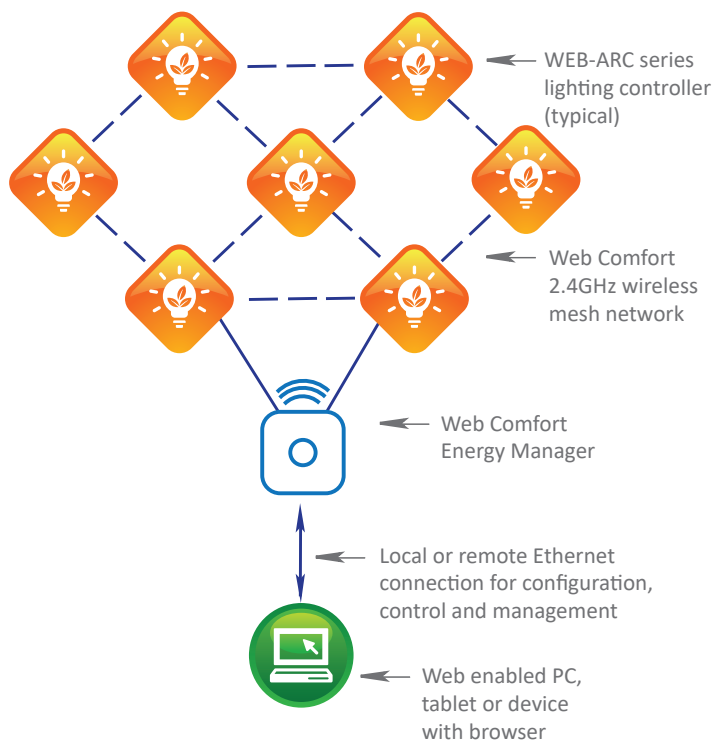 WEB-ARC series
lighting controller
(typical)
Web Comfort
2.4GHz wireless
mesh network
Web Comfort
Energy Manager
Local or remote Ethernet
connection for configuration,
control and management
Web enabled PC,
tablet or device
with browser